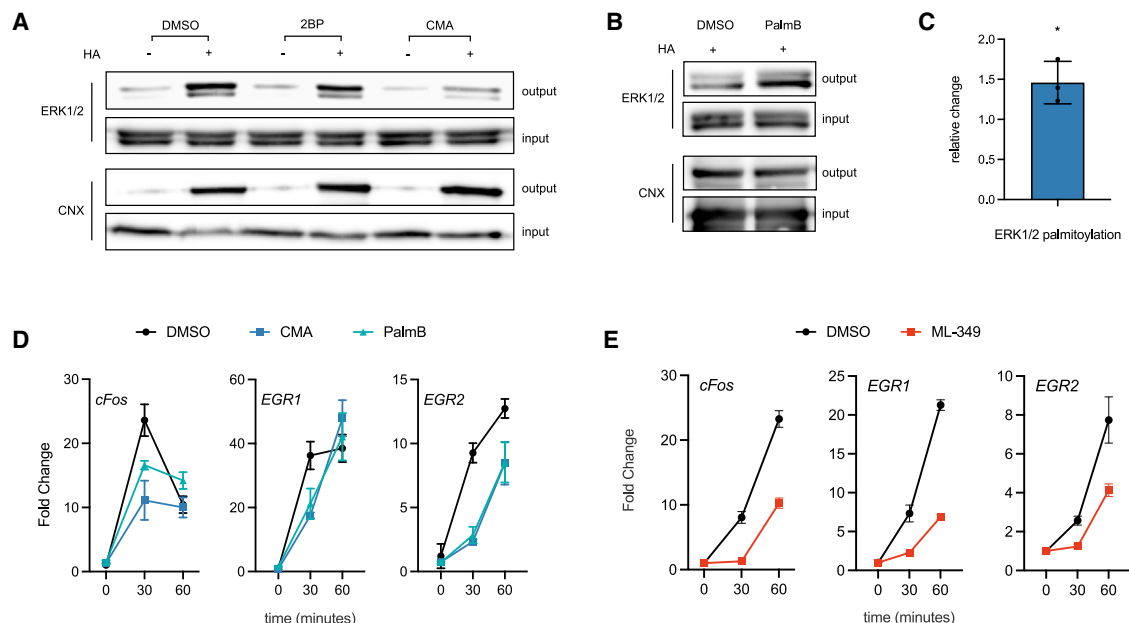 A
DMSO 2BP CMA
HA - + - + - +
ERK1/2
output
input
CNX
output
input
B
DMSO PalmB
HA + +
ERK1/2
output
input
CNX
output
input
C
*
2.0
1.5
1.0
0.5
0.0
relative change
ERK1/2 palmitoylation
D
DMSO CMA PalmB
cFos
30
20
10
0
Fold Change
0 30 60
EGR1
60
40
20
0
0 30 60
EGR2
15
10
5
0
0 30 60
time (minutes)
E
DMSO ML-349
cFos
30
20
10
0
Fold Change
0 30 60
EGR1
25
20
15
10
5
0
0 30 60
EGR2
8
6
4
2
0
0 30 60
time (minutes)